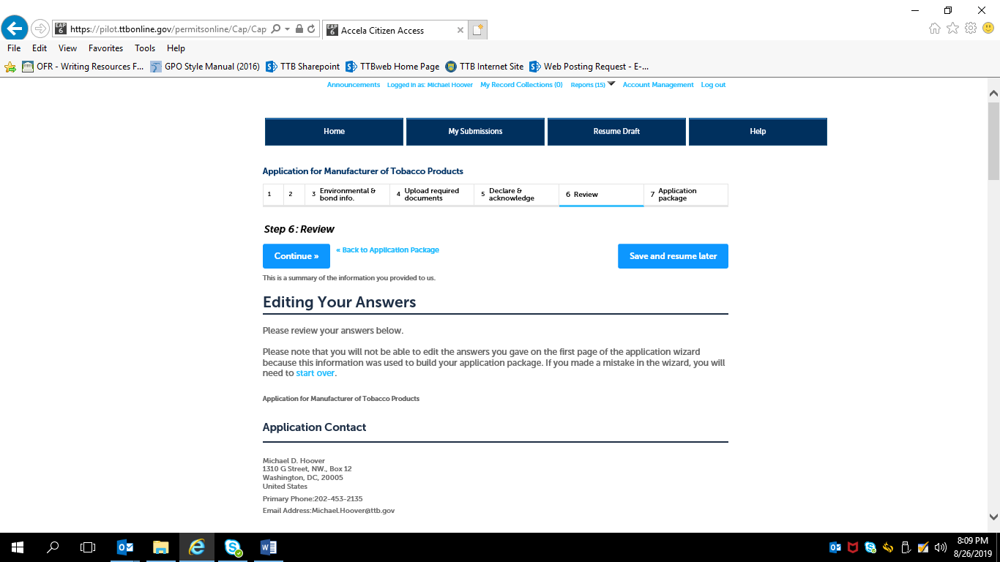 https://pilot.ttbonline.gov/permitsonline/Cap/Cap
EAP 6 Accela Citizen Access
File Edit View Favorites Tools Help
OFR - Writing Resources F... GPO Style Manual (2016) TTB Sharepoint TTBweb Home Page TTB Internet Site Web Posting Request - E-...
Announcements Logged in as: Michael Hoover My Record Collections (0) Reports (15) Account Management Log out
Home My Submissions Resume Draft Help
Application for Manufacturer of Tobacco Products
1 2 3 Environmental & bond info. 4 Upload required documents 5 Declare & acknowledge 6 Review 7 Application package
Step 6: Review
Continue » « Back to Application Package Save and resume later
This is a summary of the information you provided to us.
Editing Your Answers
Please review your answers below.
Please note that you will not be able to edit the answers you gave on the first page of the application wizard
because this information was used to build your application package. If you made a mistake in the wizard, you will
need to start over.
Application for Manufacturer of Tobacco Products
Application Contact
Michael D. Hoover
1310 G Street, NW., Box 12
Washington, DC, 20005
United States
Primary Phone:202-453-2135
Email Address:Michael.Hoover@ttb.gov
8:09 PM
8/26/2019